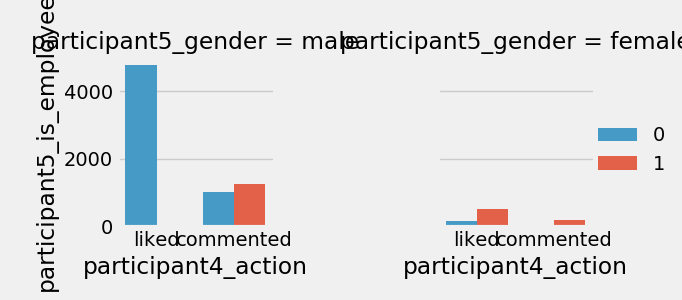 participant5_gender = male
participant5_gender = female
participant5_is_employee
4000
2000
0
liked
commented
liked
commented
participant4_action
participant4_action
0
1